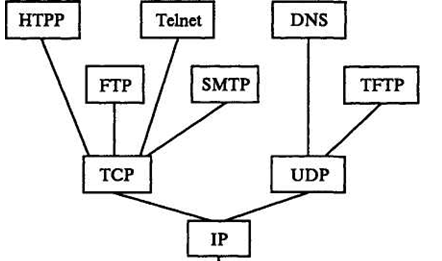 HTPP Telnet DNS
FTP SMTP TFTP
TCP UDP
IP